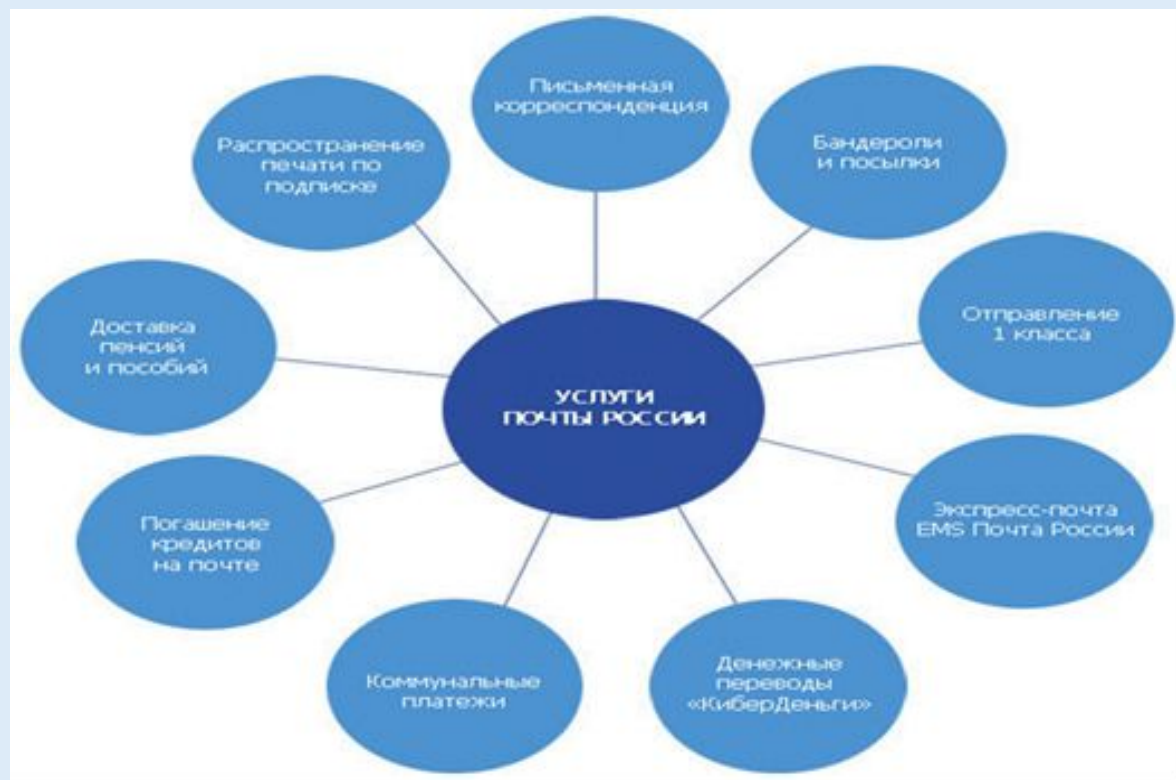 Письменная
корреспонденция
Бандероли
и посылки
Отправление
1 класса
Экспресс-почта
EMS Почта России
Денежные
переводы
«КиберДеньги»
Коммунальные
платежи
Погашение
кредитов
на почте
Доставка
пенсий
и пособий
Распространение
печати по
подписке
УСЛУГИ
ПОЧТЫ РОССИИ